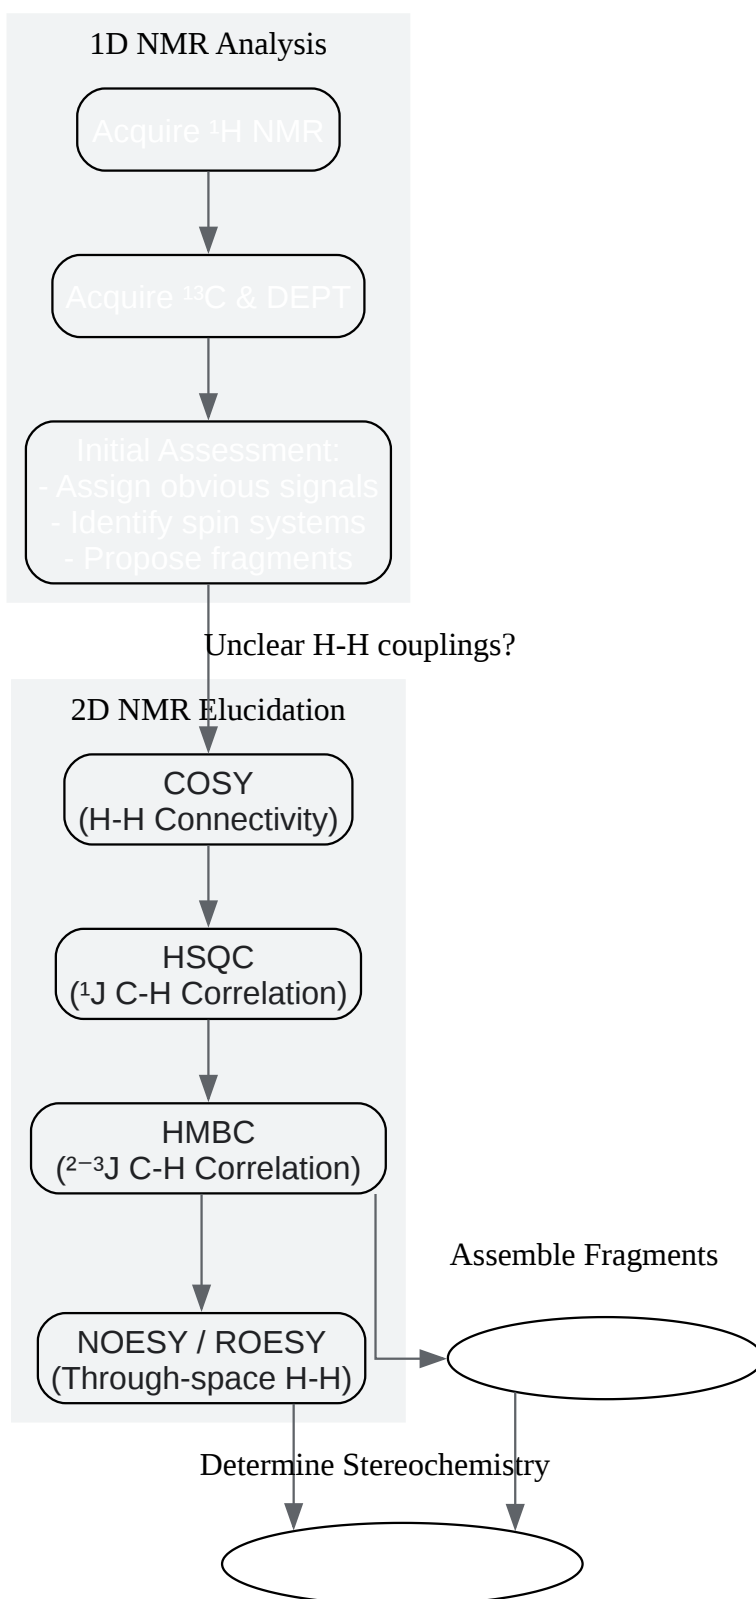 1D NMR Analysis
Acquire ¹H NMR
Acquire ¹³C & DEPT
Initial Assessment:
- Assign obvious signals
- Identify spin systems
- Propose fragments
Unclear H-H couplings?
2D NMR Elucidation
COSY
(H-H Connectivity)
HSQC
(¹J C-H Correlation)
HMBC
(²⁻³J C-H Correlation)
Assemble Fragments
NOESY / ROESY
(Through-space H-H)
Determine Stereochemistry